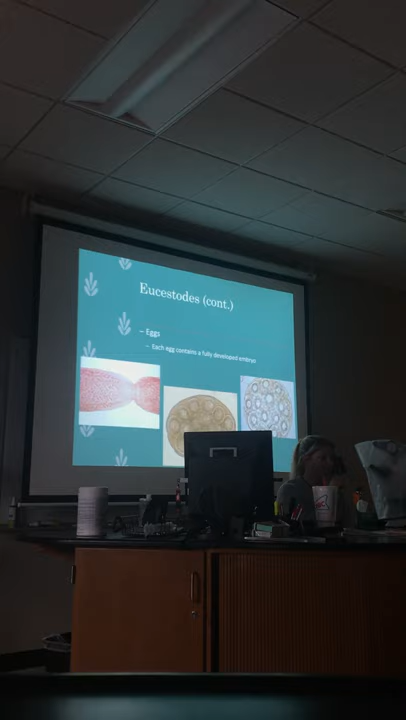 Eucestodes (cont.)
– Eggs
– Each egg contains a fully developed embryo